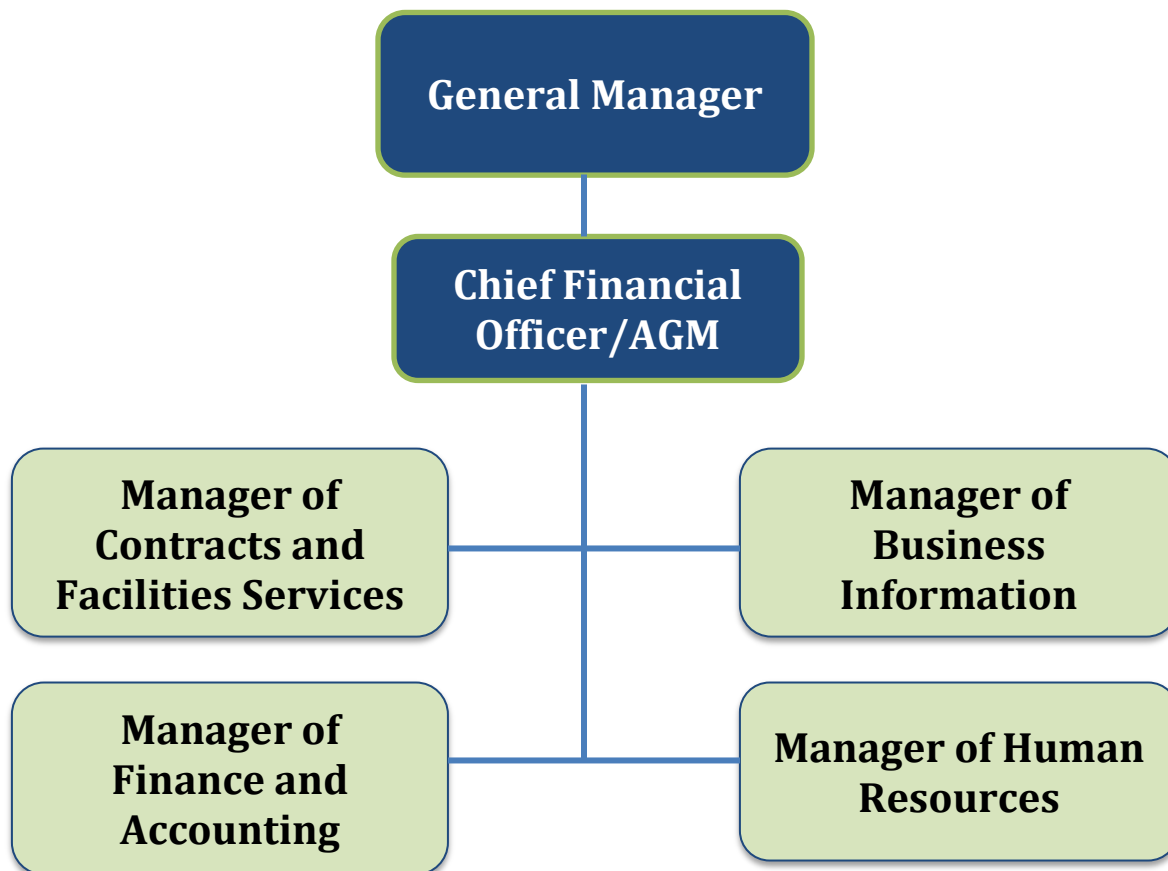 General Manager
Chief Financial
Officer/AGM
Manager of
Contracts and
Facilities Services
Manager of
Business
Information
Manager of
Finance and
Accounting
Manager of Human
Resources